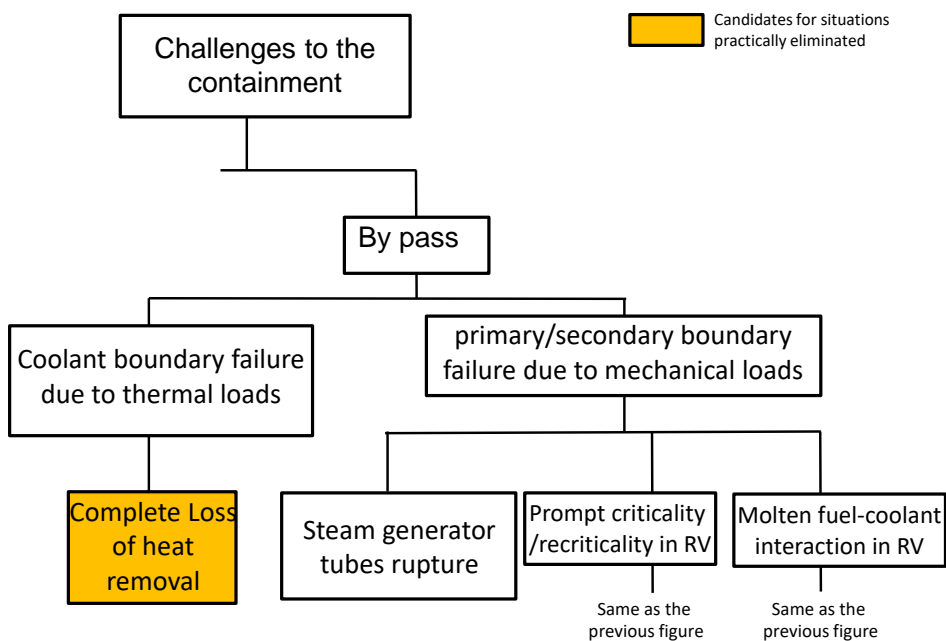 Candidates for situations
practically eliminated
Challenges to the
containment
By pass
Coolant boundary failure
due to thermal loads
primary/secondary boundary
failure due to mechanical loads
Complete Loss
of heat
removal
Steam generator
tubes rupture
Prompt criticality
/recriticality in RV
Molten fuel-coolant
interaction in RV
Same as the
previous figure
Same as the
previous figure